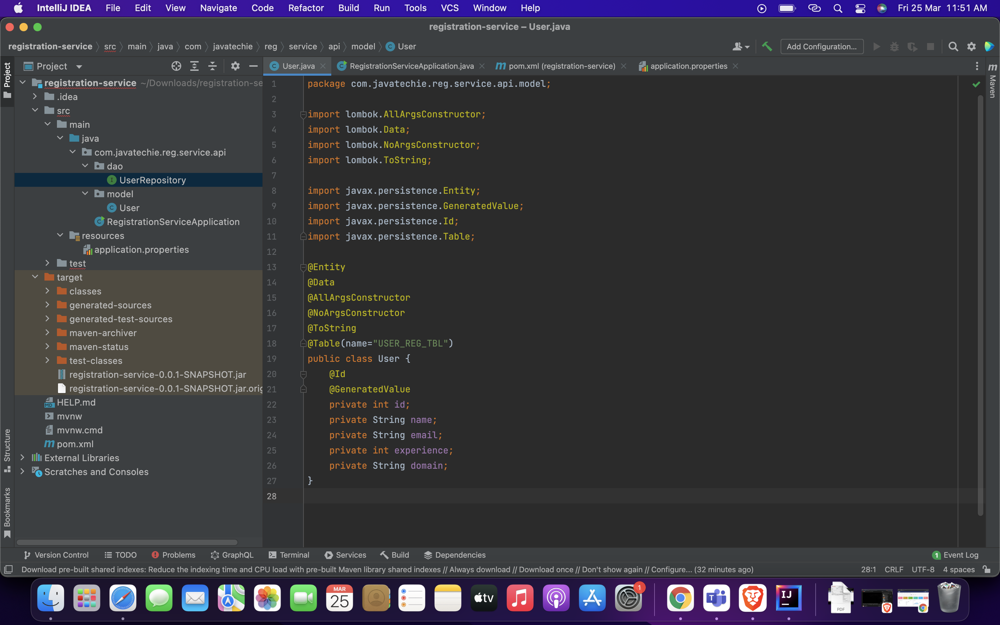 IntelliJ IDEA File Edit View Navigate Code Refactor Build Run Tools VCS Window Help Fri 25 Mar 11:51 AM
registration-service – User.java
registration-service src main java com javatechie reg service api model C User Add Configuration...
Project
Project
User.java RegistrationServiceApplication.java pom.xml (registration-service) application.properties
Maven
registration-service ~/Downloads/registration-se
.idea
src
main
java
com.javatechie.reg.service.api
dao
UserRepository
model
User
RegistrationServiceApplication
resources
application.properties
test
target
classes
generated-sources
generated-test-sources
maven-archiver
maven-status
test-classes
registration-service-0.0.1-SNAPSHOT.jar
registration-service-0.0.1-SNAPSHOT.jar.orig
HELP.md
mvnw
mvnw.cmd
pom.xml
External Libraries
Scratches and Consoles
Structure
Bookmarks
1 package com.javatechie.reg.service.api.model;
2
3 import lombok.AllArgsConstructor;
4 import lombok.Data;
5 import lombok.NoArgsConstructor;
6 import lombok.ToString;
7
8 import javax.persistence.Entity;
9 import javax.persistence.GeneratedValue;
10 import javax.persistence.Id;
11 import javax.persistence.Table;
12
13 @Entity
14 @Data
15 @AllArgsConstructor
16 @NoArgsConstructor
17 @ToString
18 @Table(name="USER_REG_TBL")
19 public class User {
20 @Id
21 @GeneratedValue
22 private int id;
23 private String name;
24 private String email;
25 private int experience;
26 private String domain;
27 }
28
Version Control TODO Problems GraphQL Terminal Services Build Dependencies 1 Event Log
Download pre-built shared indexes: Reduce the indexing time and CPU load with pre-built Maven library shared indexes // Always download // Download once // Don't show again // Configure... (32 minutes ago) 28:1 CRLF UTF-8 4 spaces
MAR
25
tv
1
T
IJ
PDF